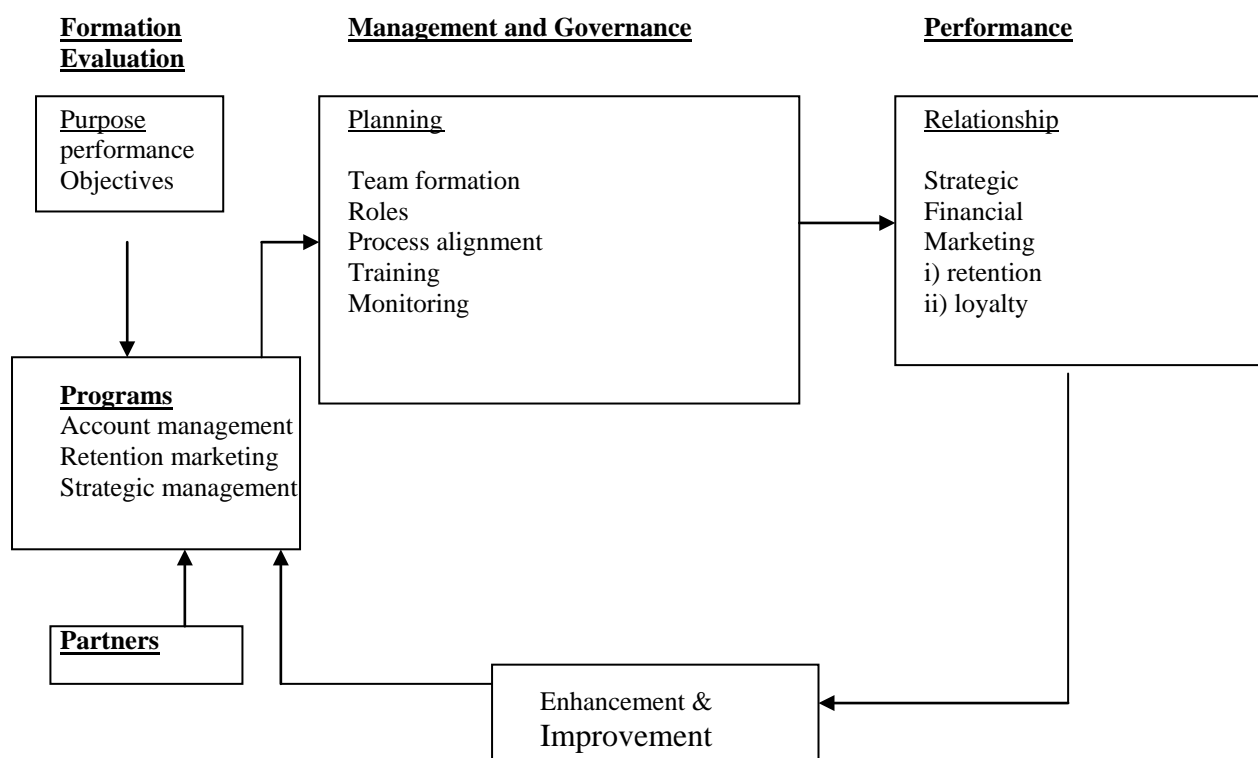 Formation
Evaluation
Management and Governance
Performance
Purpose
performance
Objectives
Planning
Team formation
Roles
Process alignment
Training
Monitoring
Relationship
Strategic
Financial
Marketing
i) retention
ii) loyalty
Programs
Account management
Retention marketing
Strategic management
Partners
Enhancement &
Improvement